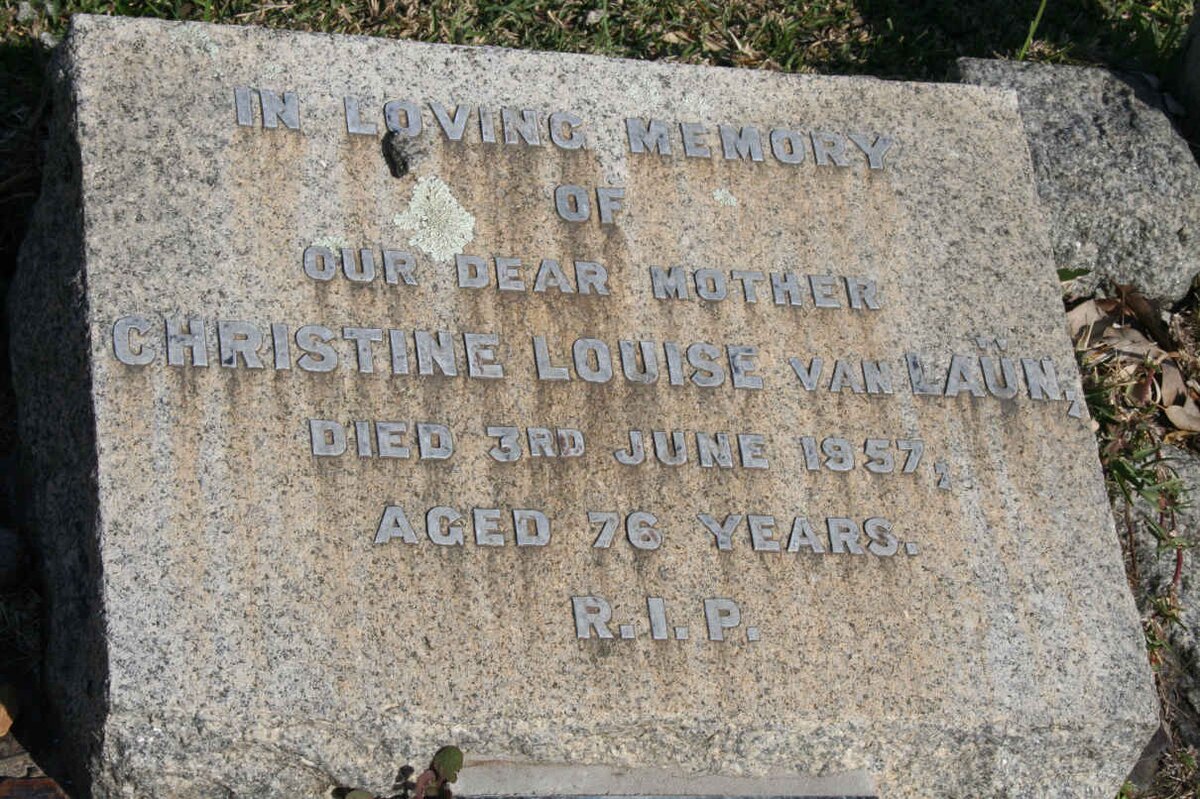 IN LOVING MEMORY
OF
OUR DEAR MOTHER
CHRISTINE LOUISE VAN LAÜN,
DIED 3RD JUNE 1957,
AGED 76 YEARS.
R.I.P.